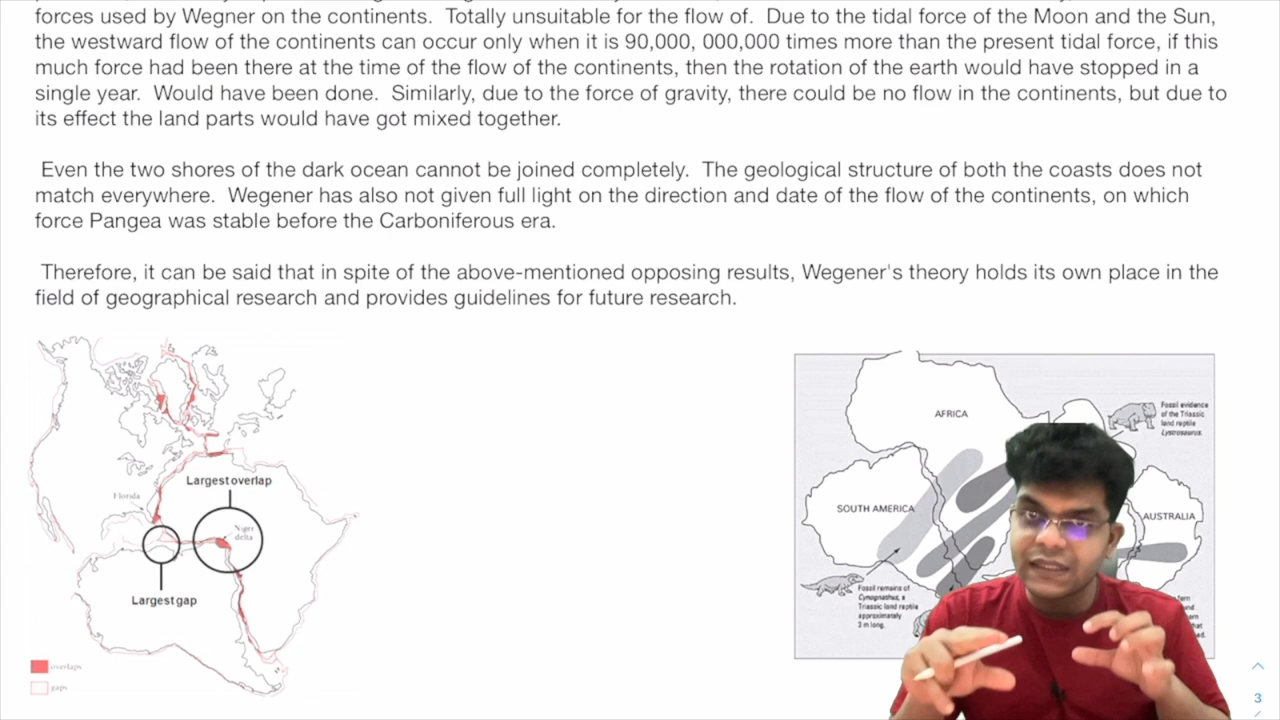 forces used by Wegner on the continents.  Totally unsuitable for the flow of.  Due to the tidal force of the Moon and the Sun,
the westward flow of the continents can occur only when it is 90,000, 000,000 times more than the present tidal force, if this
much force had been there at the time of the flow of the continents, then the rotation of the earth would have stopped in a
single year.  Would have been done.  Similarly, due to the force of gravity, there could be no flow in the continents, but due to
its effect the land parts would have got mixed together.
Even the two shores of the dark ocean cannot be joined completely.  The geological structure of both the coasts does not
match everywhere.  Wegener has also not given full light on the direction and date of the flow of the continents, on which
force Pangea was stable before the Carboniferous era.
Therefore, it can be said that in spite of the above-mentioned opposing results, Wegener's theory holds its own place in the
field of geographical research and provides guidelines for future research.
Largest overlap
Florida
Niger
delta
Largest gap
overlaps
gaps
AFRICA
Fossil evidence
of the Triassic
land reptile
Lystrosaurus.
SOUTH AMERICA
AUSTRALIA
Fossil remains of
Cynognathus, a
Triassic land reptile
approximately
3 m long.
3